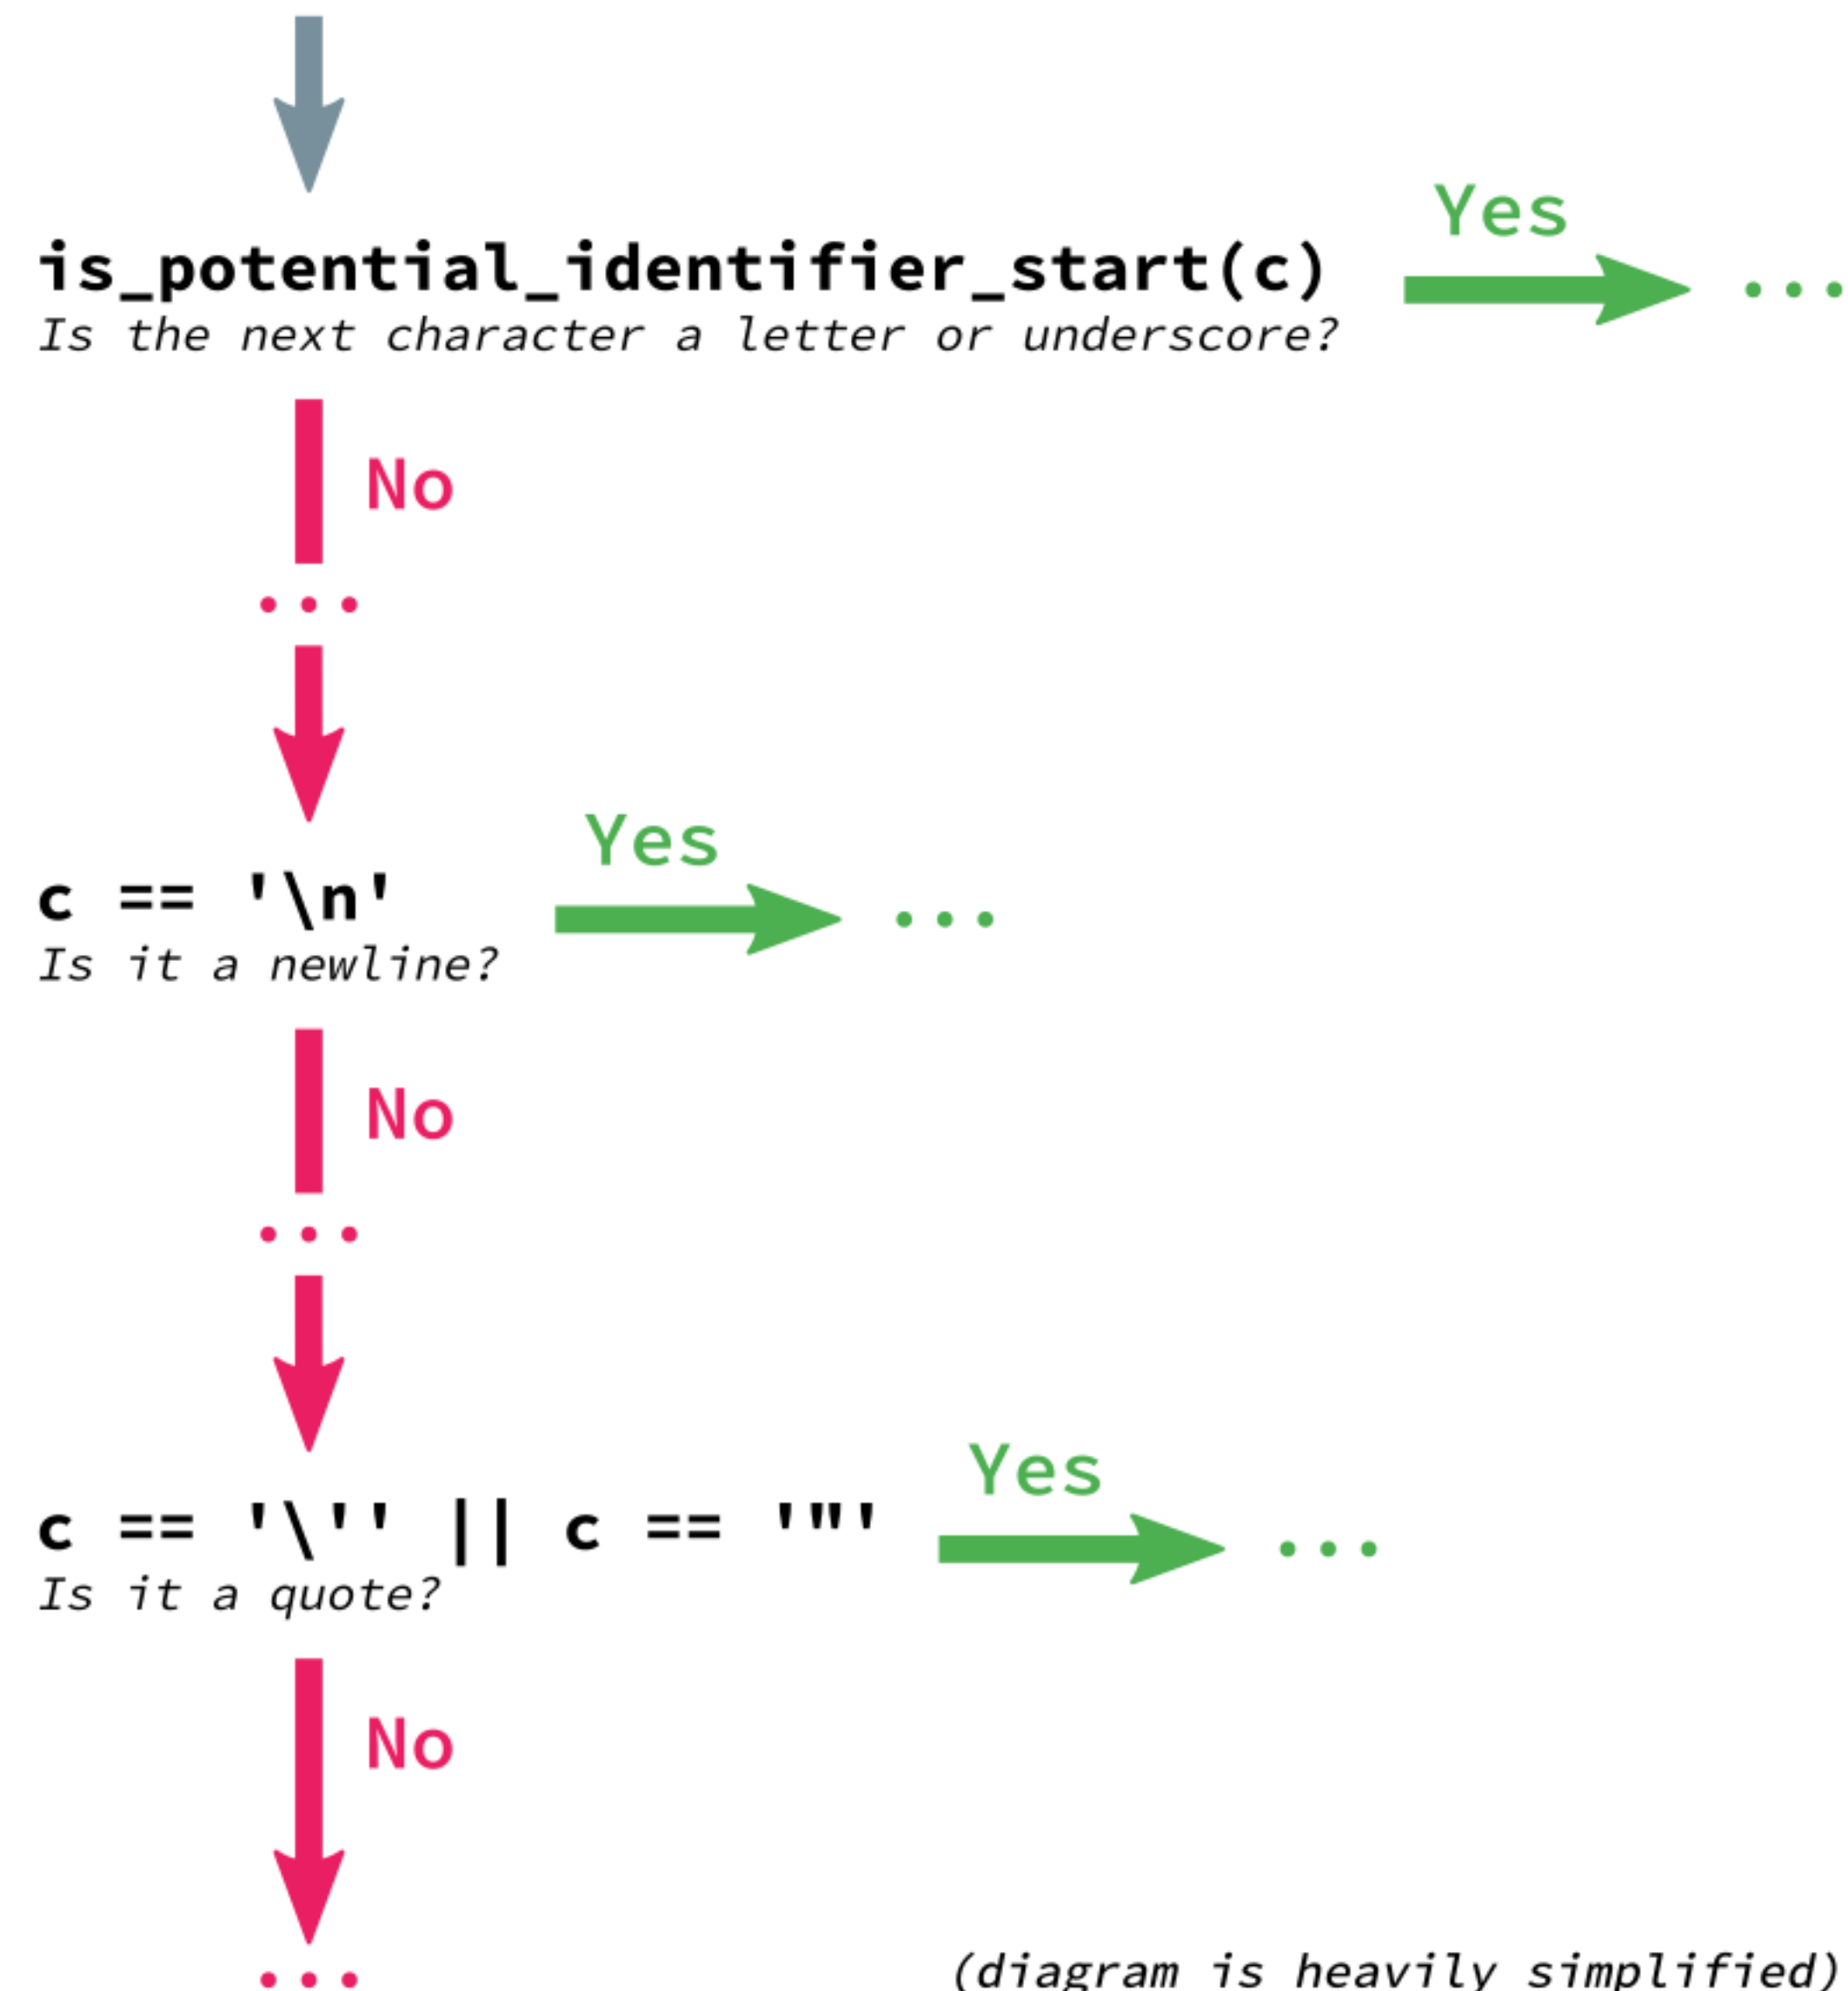 Yes
is_potential_identifier_start(c)
...
Is the next character a letter or underscore?
No
...
Yes
c == '\n'
...
Is it a newline?
No
...
Yes
c == '\'' || c == '"'
...
Is it a quote?
No
...
(diagram is heavily simplified)